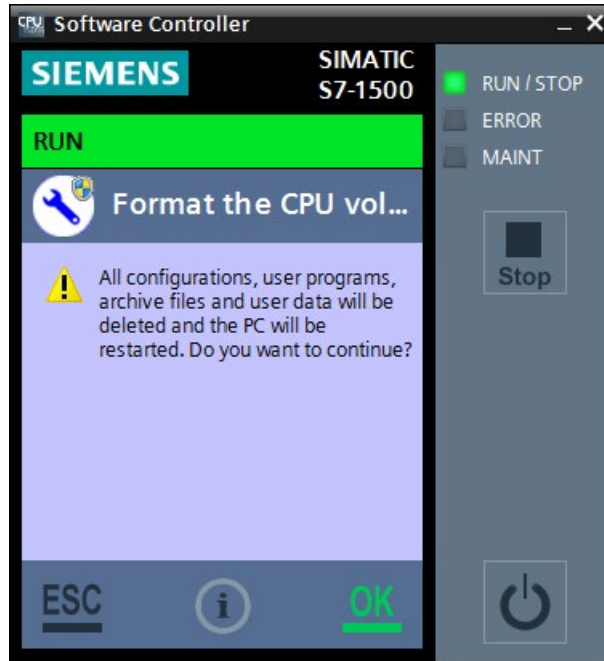 CPU Software Controller
SIEMENS
SIMATIC
S7-1500
RUN
Format the CPU vol...
All configurations, user programs,
archive files and user data will be
deleted and the PC will be
restarted. Do you want to continue?
ESC
i
OK
RUN / STOP
ERROR
MAINT
Stop